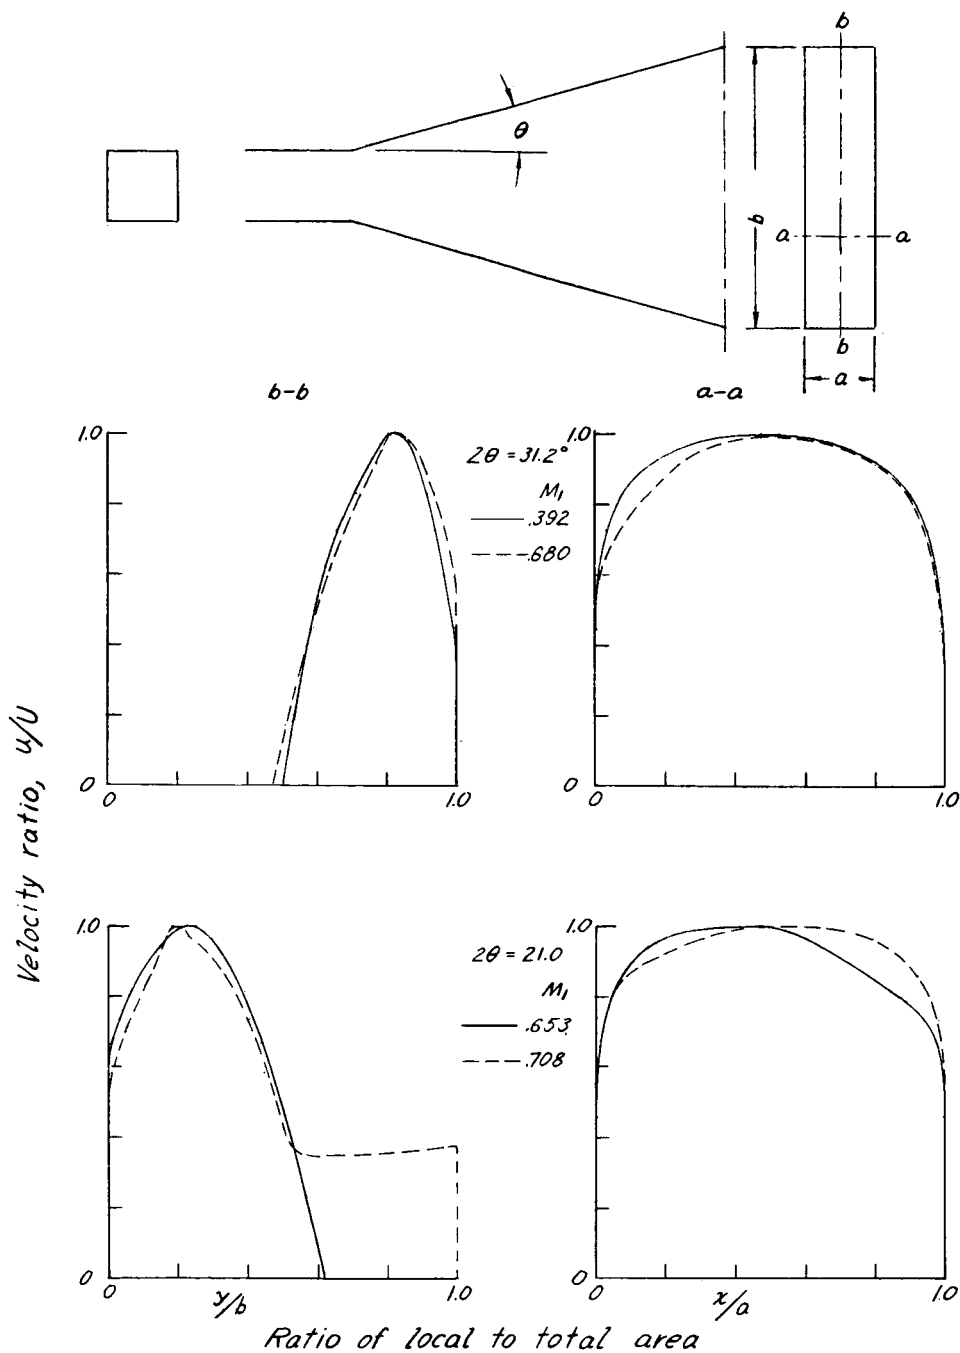 b
θ
b
a
a
b
a
b-b
a-a
1.0
2θ = 31.2°
M₁
.392
.680
0
0
1.0
1.0
0
0
1.0
Velocity ratio, u/U
1.0
2θ = 21.0
M₁
.653
.708
0
0
y/b
1.0
1.0
0
0
x/a
1.0
Ratio of local to total area